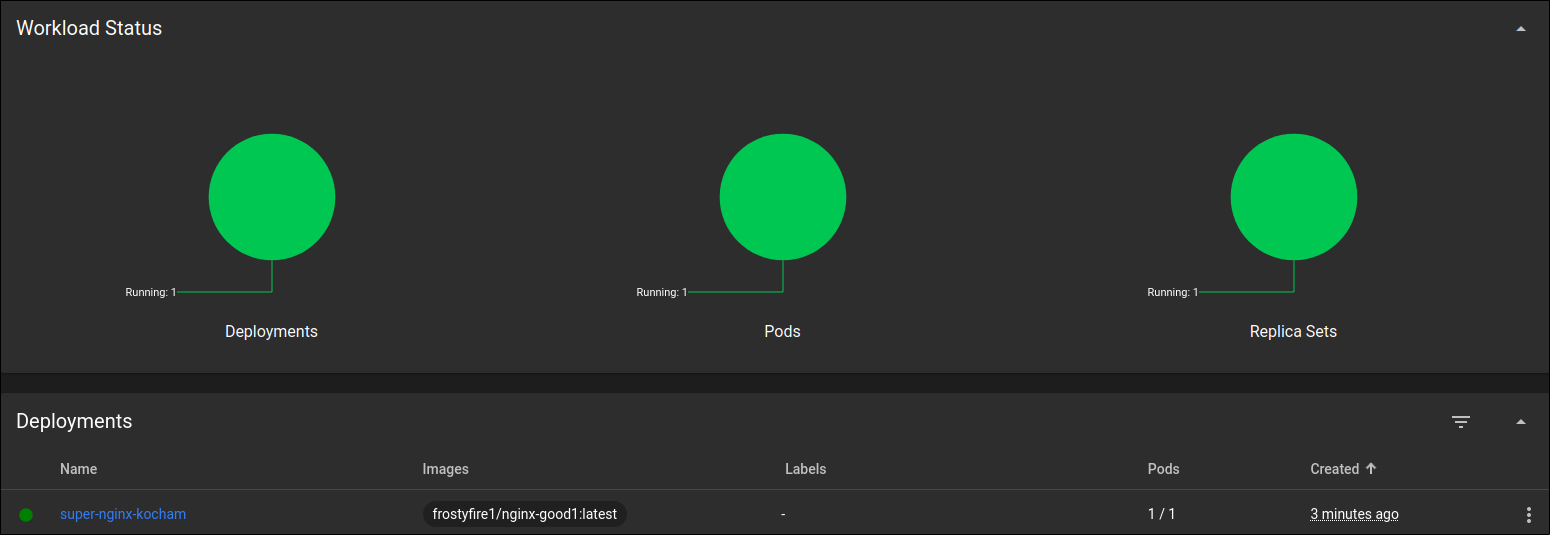 Workload Status
Running: 1
Running: 1
Running: 1
Deployments
Pods
Replica Sets
Deployments
Name Images Labels Pods Created
super-nginx-kocham frostyfire1/nginx-good1:latest - 1 / 1 3 minutes ago